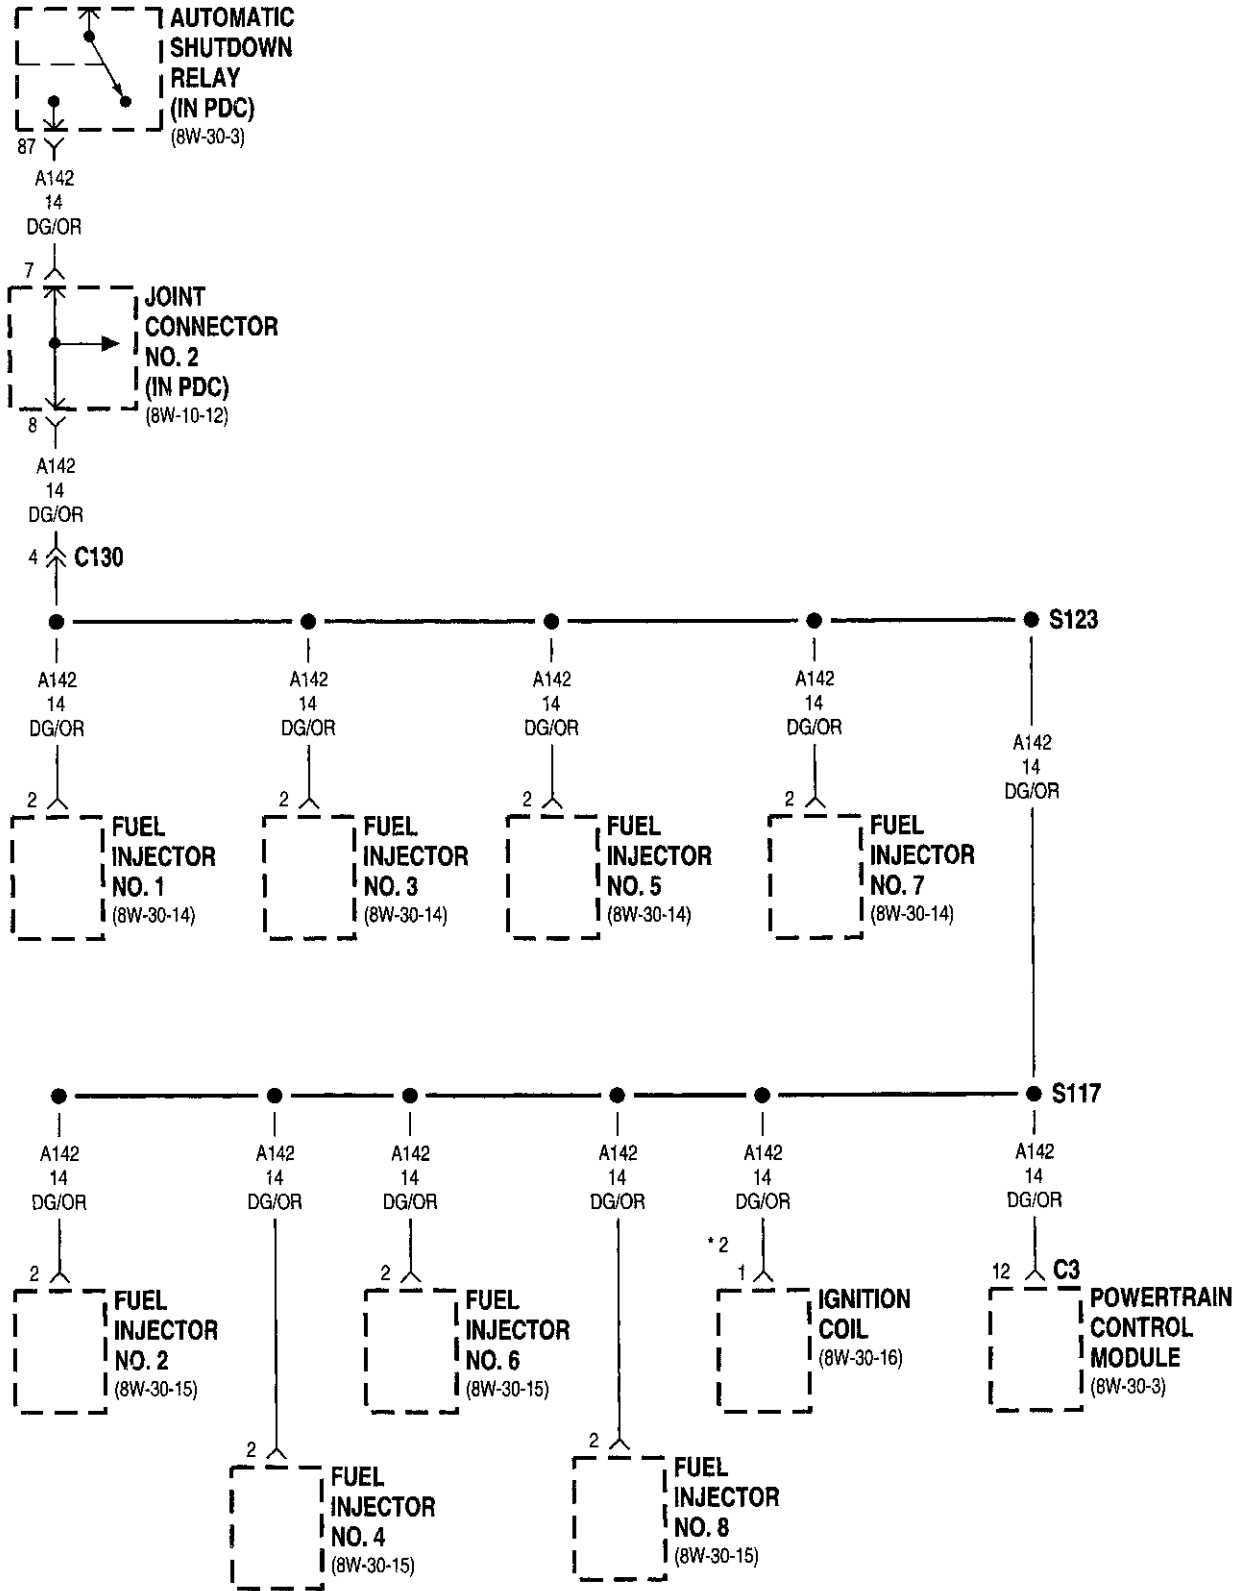 AUTOMATIC
SHUTDOWN
RELAY
(IN PDC)
(8W-30-3)
87
A142
14
DG/OR
7
JOINT
CONNECTOR
NO. 2
(IN PDC)
(8W-10-12)
8
A142
14
DG/OR
4 C130
S123
A142
14
DG/OR
A142
14
DG/OR
A142
14
DG/OR
A142
14
DG/OR
A142
14
DG/OR
2
FUEL
INJECTOR
NO. 1
(8W-30-14)
2
FUEL
INJECTOR
NO. 3
(8W-30-14)
2
FUEL
INJECTOR
NO. 5
(8W-30-14)
2
FUEL
INJECTOR
NO. 7
(8W-30-14)
S117
A142
14
DG/OR
A142
14
DG/OR
A142
14
DG/OR
A142
14
DG/OR
A142
14
DG/OR
A142
14
DG/OR
2
FUEL
INJECTOR
NO. 2
(8W-30-15)
2
FUEL
INJECTOR
NO. 6
(8W-30-15)
* 2
1
IGNITION
COIL
(8W-30-16)
12 C3
POWERTRAIN
CONTROL
MODULE
(8W-30-3)
2
FUEL
INJECTOR
NO. 4
(8W-30-15)
2
FUEL
INJECTOR
NO. 8
(8W-30-15)